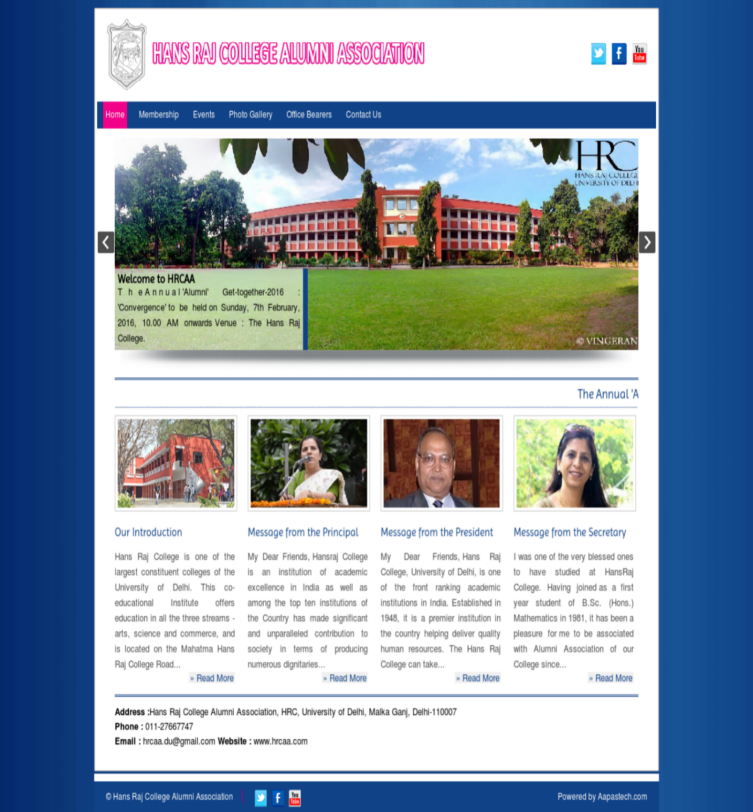 HANS RAJ COLLEGE ALUMNI ASSOCIATION
You
Tube
Home Membership Events Photo Gallery Office Bearers Contact Us
HRC
HANS RAJ COLLEGE
UNIVERSITY OF DELHI
Welcome to HRCAA
The Annual 'Alumni' Get-together-2016 :
'Convergence' to be held on Sunday, 7th February,
2016, 10.00 AM onwards Venue : The Hans Raj
College.
© VINGERAN
The Annual 'A
Our Introduction
Hans Raj College is one of the
largest constituent colleges of the
University of Delhi. This co-
educational Institute offers
education in all the three streams -
arts, science and commerce, and
is located on the Mahatma Hans
Raj College Road...
» Read More
Message from the Principal
My Dear Friends, Hansraj College
is an institution of academic
excellence in India as well as
among the top ten institutions of
the Country has made significant
and unparalleled contribution to
society in terms of producing
numerous dignitaries...
» Read More
Message from the President
My Dear Friends, Hans Raj
College, University of Delhi, is one
of the front ranking academic
institutions in India. Established in
1948, it is a premier institution in
the country helping deliver quality
human resources. The Hans Raj
College can take...
» Read More
Message from the Secretary
I was one of the very blessed ones
to have studied at HansRaj
College. Having joined as a first
year student of B.Sc. (Hons.)
Mathematics in 1981, it has been a
pleasure for me to be associated
with Alumni Association of our
College since...
» Read More
Address :Hans Raj College Alumni Association, HRC, University of Delhi, Malka Ganj, Delhi-110007
Phone : 011-27667747
Email : hrcaa.du@gmail.com Website : www.hrcaa.com
© Hans Raj College Alumni Association | You Tube Powered by Aapastech.com